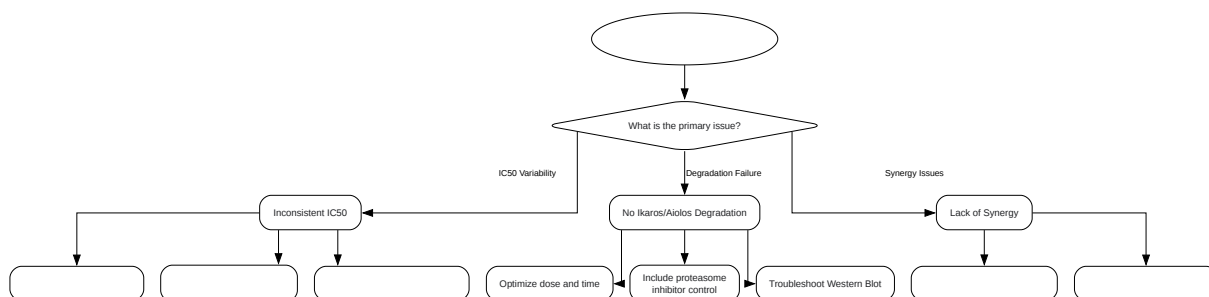 What is the primary issue?
IC50 Variability
Degradation Failure
Synergy Issues
Inconsistent IC50
No Ikaros/Aiolos Degradation
Lack of Synergy
Optimize dose and time
Include proteasome
inhibitor control
Troubleshoot Western Blot